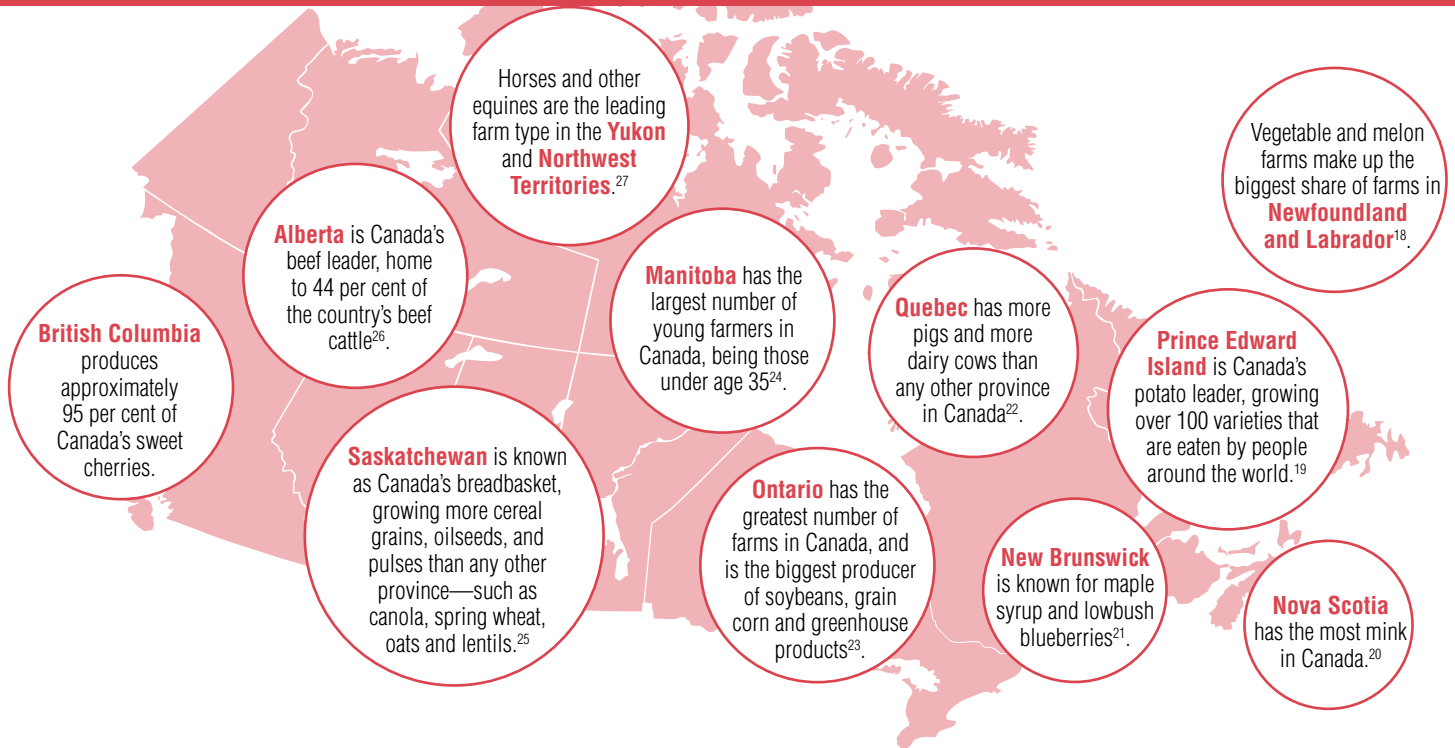 Horses and other
equines are the leading
farm type in the Yukon
and Northwest
Territories.27
Vegetable and melon
farms make up the
biggest share of farms in
Newfoundland
and Labrador18.
Alberta is Canada's
beef leader, home
to 44 per cent of
the country's beef
cattle26.
Manitoba has the
largest number of
young farmers in
Canada, being those
under age 3524.
Quebec has more
pigs and more
dairy cows than
any other province
in Canada22.
British Columbia
produces
approximately
95 per cent of
Canada's sweet
cherries.
Prince Edward
Island is Canada's
potato leader, growing
over 100 varieties that
are eaten by people
around the world.19
Saskatchewan is known
as Canada's breadbasket,
growing more cereal
grains, oilseeds, and
pulses than any other
province—such as
canola, spring wheat,
oats and lentils.25
Ontario has the
greatest number of
farms in Canada, and
is the biggest producer
of soybeans, grain
corn and greenhouse
products23.
New Brunswick
is known for maple
syrup and lowbush
blueberries21.
Nova Scotia
has the most mink
in Canada.20